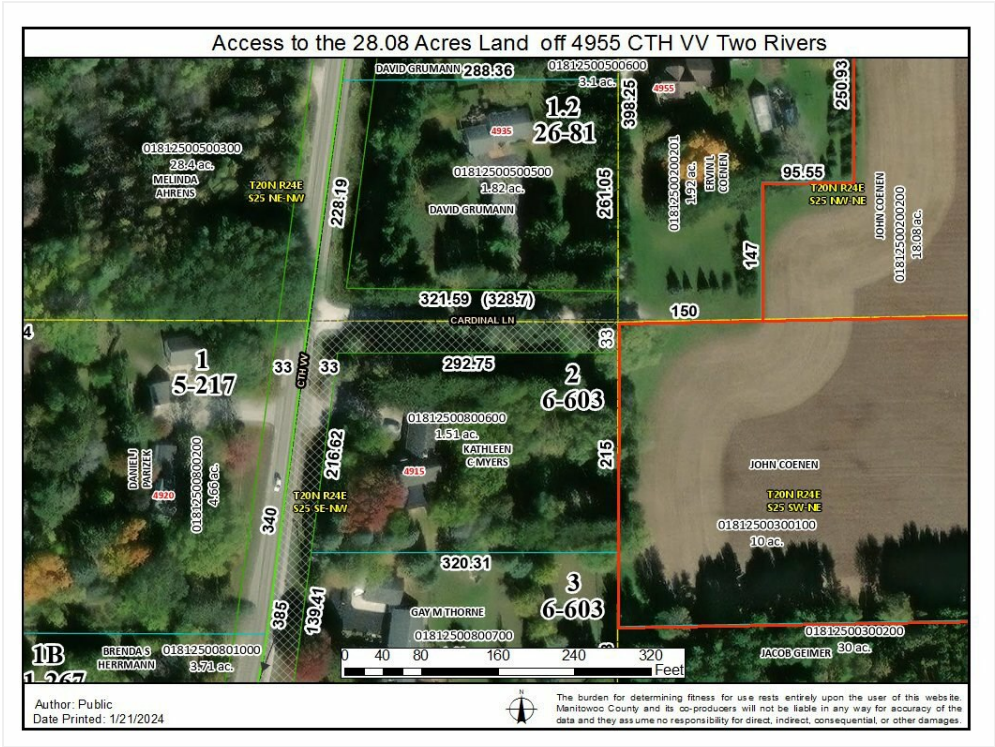 Access to the 28.08 Acres Land off 4955 CTH VV Two Rivers
DAVID GRUMANN
288.36
01812500500600
3.1 ac.
398.25
4955
250.93
1.2
26-81
4935
01812500500300
28.4 ac.
MELINDA
AHRENS
T20N R24E
S25 NE-NW
228.19
01812500500500
1.82 ac.
DAVID GRUMANN
261.05
01812500200201
1.92 ac.
ERVIN L
COENEN
95.55
T20N R24E
S25 NW-NE
JOHN COENEN
01812500200200
18.08 ac.
147
321.59 (328.7)
150
CARDINAL LN
4
33
1
5-217
33
CTH VV
33
292.75
2
6-603
01812500800600
1.51 ac.
KATHLEEN
C MYERS
4915
215
216.62
DANIEL J
PARIZEK
4920
01812500800200
4.66 ac.
T20N R24E
S25 SE-NW
340
JOHN COENEN
T20N R24E
S25 SW-NE
01812500300100
10 ac.
320.31
3
6-603
385
139.41
GAY M THORNE
01812500800700
1B
1-267
BRENDA S
HERRMANN
01812500801000
3.71 ac.
01812500300200
30 ac.
JACOB GEIMER
0 40 80 160 240 320
Feet
Author: Public
Date Printed: 1/21/2024
N
The burden for determining fitness for use rests entirely upon the user of this website.
Manitowoc County and its co-producers will not be liable in any way for accuracy of the
data and they assume no responsibility for direct, indirect, consequential, or other damages.